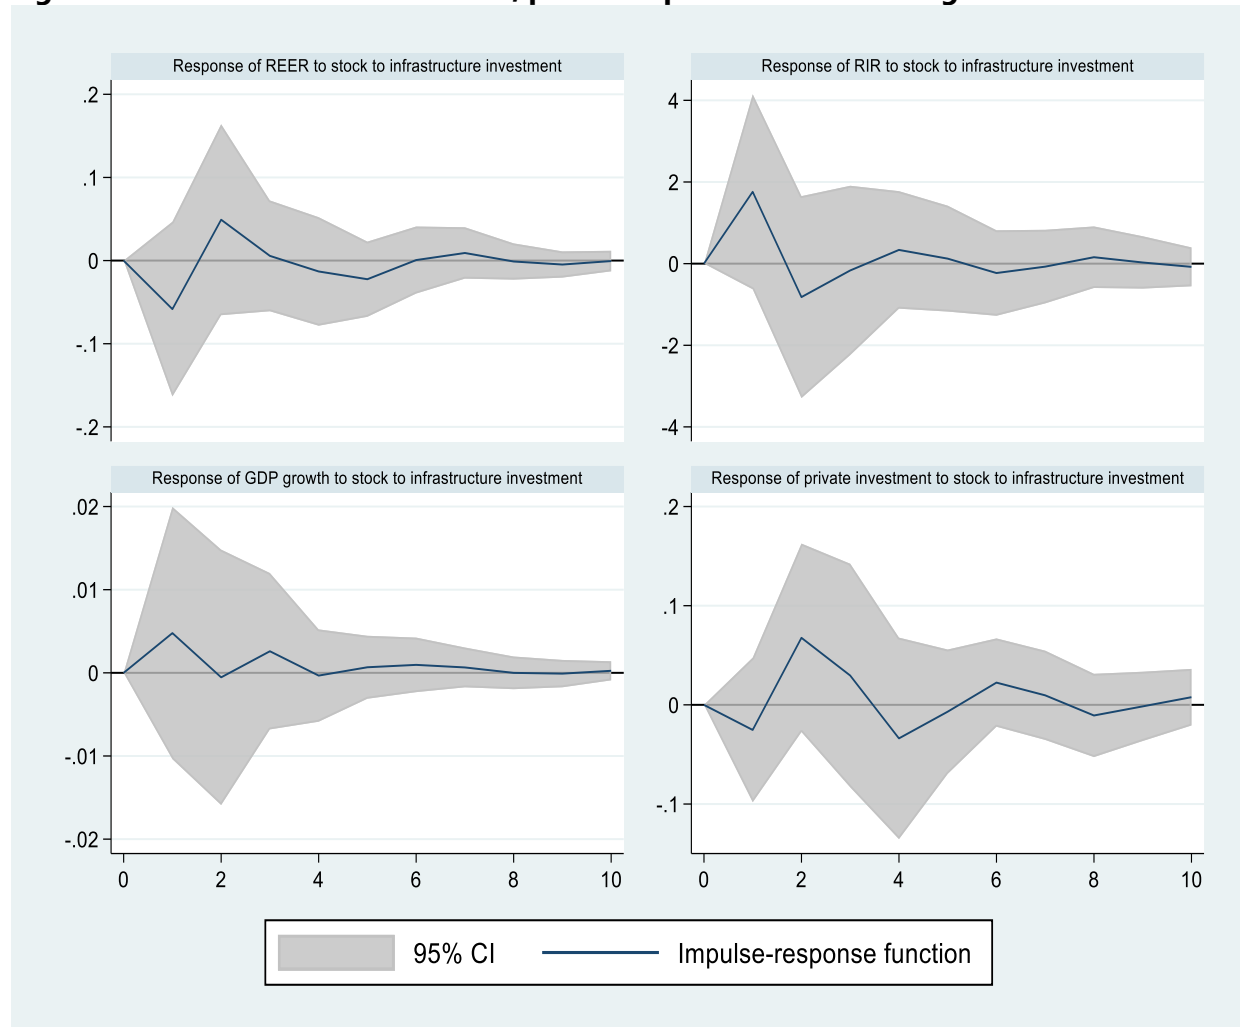 Response of REER to stock to infrastructure investment
.2
.1
0
-.1
-.2
Response of RIR to stock to infrastructure investment
4
2
0
-2
-4
Response of GDP growth to stock to infrastructure investment
.02
.01
0
-.01
-.02
0 2 4 6 8 10
Response of private investment to stock to infrastructure investment
.2
.1
0
-.1
0 2 4 6 8 10
95% CI Impulse-response function